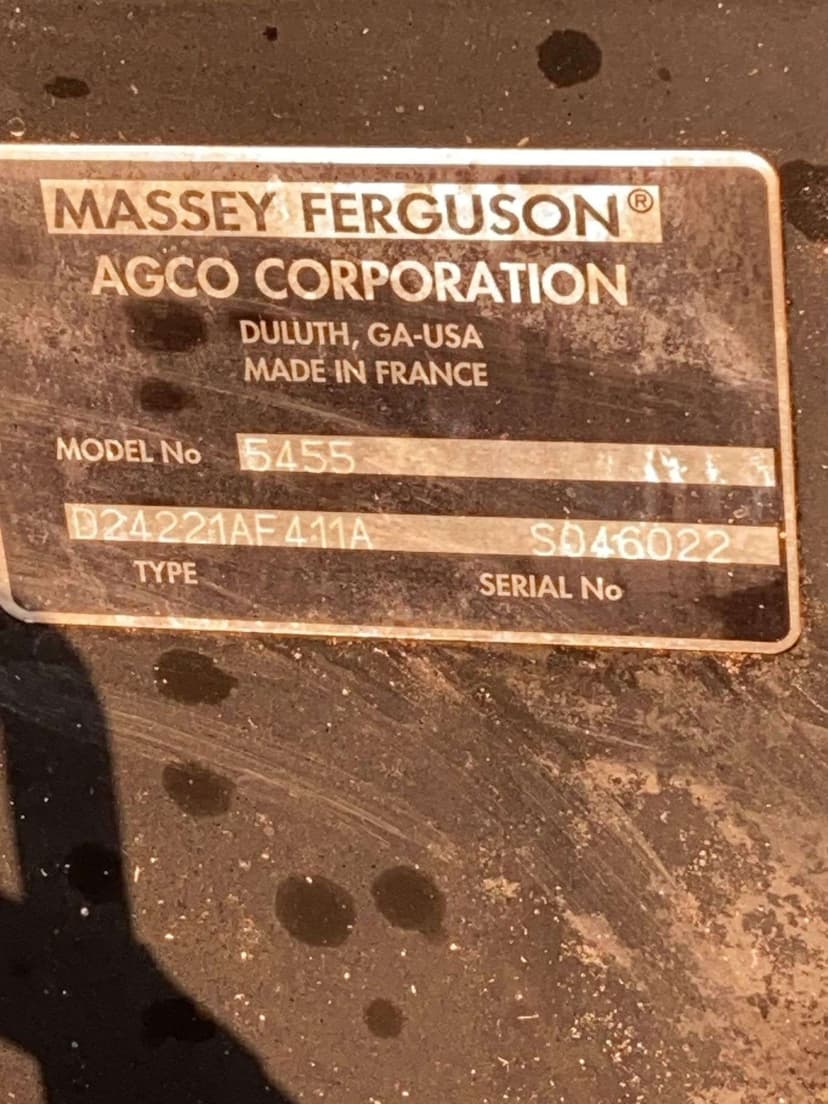 MASSEY FERGUSON®
AGCO CORPORATION
DULUTH, GA-USA
MADE IN FRANCE
MODEL No 5455
D24221AF411A S046022
TYPE SERIAL No